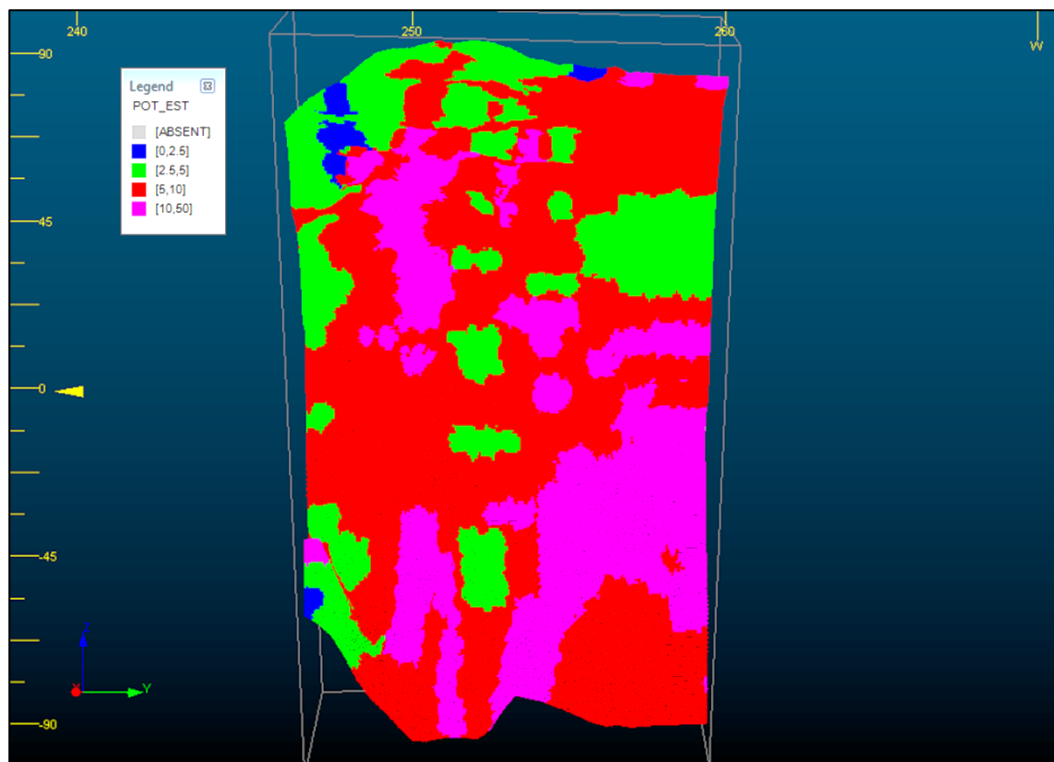 240
250
260
W
90
Legend
POT_EST
[ABSENT]
[0,2.5]
[2.5,5]
[5,10]
[10,50]
45
0
-45
Z
X
Y
-90